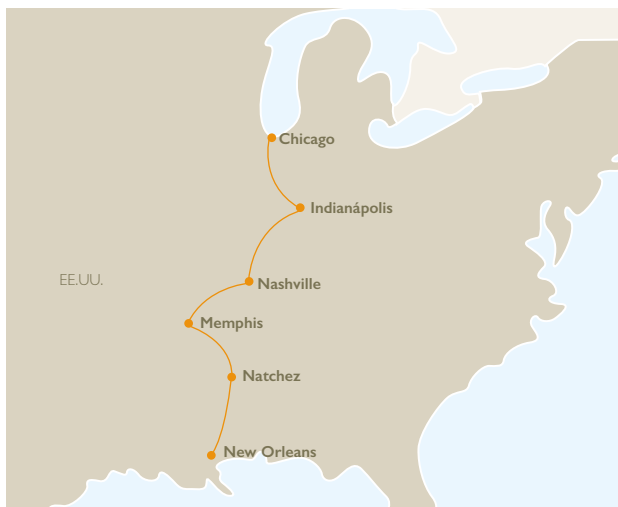 Chicago
Indianápolis
EE.UU.
Nashville
Memphis
Natchez
New Orleans